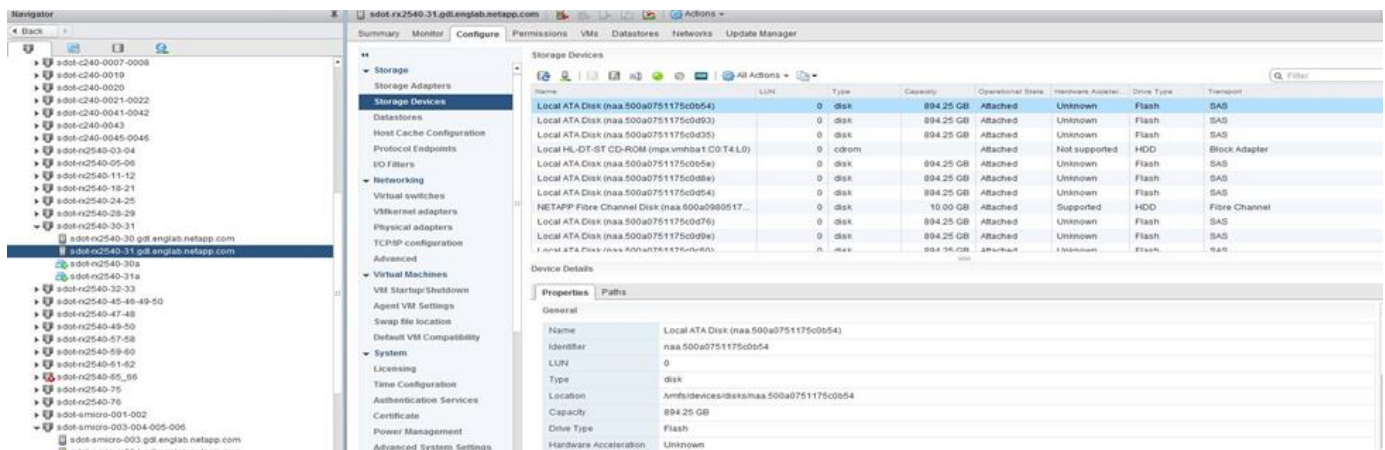 Navigator
sdot-rx2540-31.gdl.englab.netapp.com
Actions
Back
Summary Monitor Configure Permissions VMs Datastores Networks Update Manager
sdot-c240-0007-0008
sdot-c240-0019
sdot-c240-0020
sdot-c240-0021-0022
sdot-c240-0041-0042
sdot-c240-0043
sdot-c240-0045-0046
sdot-rx2540-03-04
sdot-rx2540-05-06
sdot-rx2540-11-12
sdot-rx2540-18-21
sdot-rx2540-24-25
sdot-rx2540-28-29
sdot-rx2540-30-31
sdot-rx2540-30.gdl.englab.netapp.com
sdot-rx2540-31.gdl.englab.netapp.com
sdot-rx2540-30a
sdot-rx2540-31a
sdot-rx2540-32-33
sdot-rx2540-45-46-49-50
sdot-rx2540-47-48
sdot-rx2540-49-50
sdot-rx2540-57-58
sdot-rx2540-59-60
sdot-rx2540-61-62
sdot-rx2540-65_66
sdot-rx2540-75
sdot-rx2540-76
sdot-smicro-001-002
sdot-smicro-003-004-005-006
sdot-smicro-003.gdl.englab.netapp.com
Storage
Storage Adapters
Storage Devices
Datastores
Host Cache Configuration
Protocol Endpoints
I/O Filters
Networking
Virtual switches
VMkernel adapters
Physical adapters
TCP/IP configuration
Advanced
Virtual Machines
VM Startup/Shutdown
Agent VM Settings
Swap file location
Default VM Compatibility
System
Licensing
Time Configuration
Authentication Services
Certificate
Power Management
Advanced System Settings
Storage Devices
All Actions
Filter
Name LUN Type Capacity Operational State Hardware Acceler... Drive Type Transport
Local ATA Disk (naa.500a0751175c0b54) 0 disk 894.25 GB Attached Unknown Flash SAS
Local ATA Disk (naa.500a0751175c0d93) 0 disk 894.25 GB Attached Unknown Flash SAS
Local ATA Disk (naa.500a0751175c0d35) 0 disk 894.25 GB Attached Unknown Flash SAS
Local HL-DT-ST CD-ROM (mpx.vmhba1:C0:T4:L0) 0 cdrom Attached Not supported HDD Block Adapter
Local ATA Disk (naa.500a0751175c0b5e) 0 disk 894.25 GB Attached Unknown Flash SAS
Local ATA Disk (naa.500a0751175c0d8e) 0 disk 894.25 GB Attached Unknown Flash SAS
Local ATA Disk (naa.500a0751175c0d54) 0 disk 894.25 GB Attached Unknown Flash SAS
NETAPP Fibre Channel Disk (naa.600a0980517... 0 disk 10.00 GB Attached Supported HDD Fibre Channel
Local ATA Disk (naa.500a0751175c0d76) 0 disk 894.25 GB Attached Unknown Flash SAS
Local ATA Disk (naa.500a0751175c0d9e) 0 disk 894.25 GB Attached Unknown Flash SAS
Local ATA Disk 0 disk 894.25 GB Attached Unknown Flash SAS
Device Details
Properties Paths
General
Name Local ATA Disk (naa.500a0751175c0b54)
Identifier naa.500a0751175c0b54
LUN 0
Type disk
Location /vmfs/devices/disks/naa.500a0751175c0b54
Capacity 894.25 GB
Drive Type Flash
Hardware Acceleration Unknown